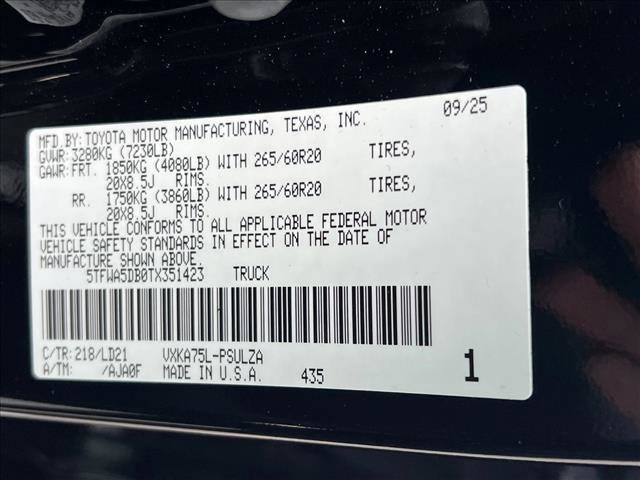 MFD BY: TOYOTA MOTOR MANUFACTURING, TEXAS, INC. 09/25
GVWR: 3280KG (7230LB)
GAWR: FRT. 1850KG (4080LB) WITH 265/60R20 TIRES,
20X8.5J RIMS.
RR. 1750KG (3860LB) WITH 265/60R20 TIRES,
20X8.5J RIMS.
THIS VEHICLE CONFORMS TO ALL APPLICABLE FEDERAL MOTOR
VEHICLE SAFETY STANDARDS IN EFFECT ON THE DATE OF
MANUFACTURE SHOWN ABOVE.
5TFWA5DB0TX351423 TRUCK
C/TR: 218/LD21 VXKA75L-PSULZA
A/TM: /AJA0F MADE IN U.S.A. 435 1